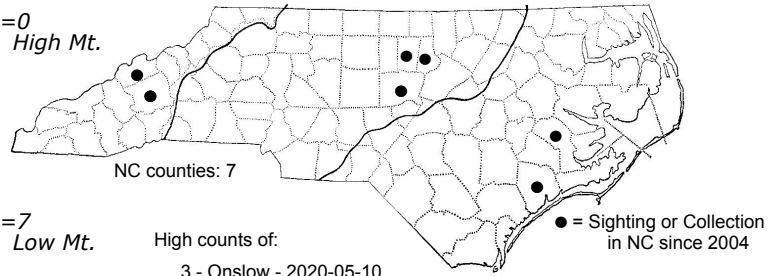 =0
High Mt.
NC counties: 7
=7
Low Mt.
High counts of:
3 - Onslow - 2020-05-10
● = Sighting or Collection
in NC since 2004